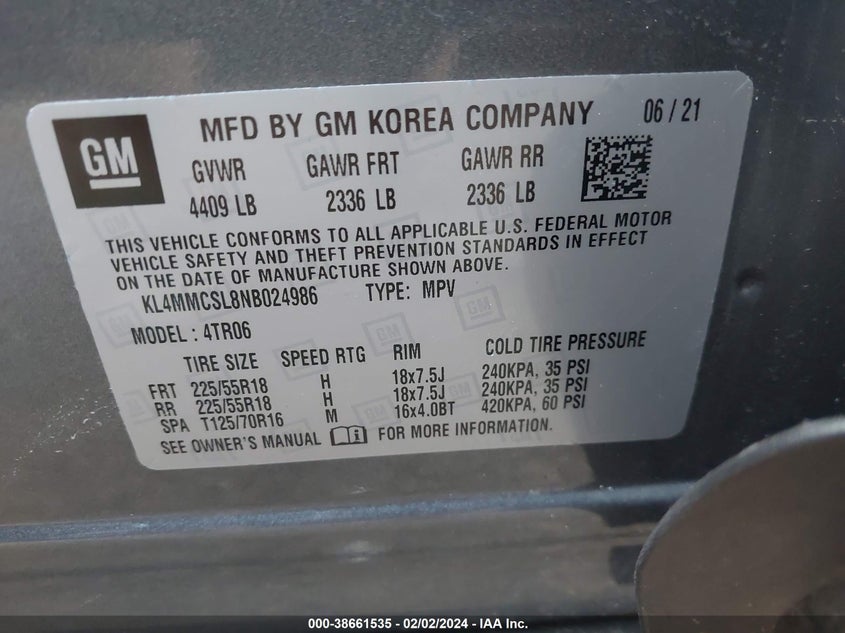 GM
MFD BY GM KOREA COMPANY 06 / 21
GVWR GAWR FRT GAWR RR
4409 LB 2336 LB 2336 LB
THIS VEHICLE CONFORMS TO ALL APPLICABLE U.S. FEDERAL MOTOR
VEHICLE SAFETY AND THEFT PREVENTION STANDARDS IN EFFECT
ON THE DATE OF MANUFACTURE SHOWN ABOVE.
KL4MMCSL8NB024986 TYPE: MPV
MODEL : 4TR06
TIRE SIZE SPEED RTG RIM COLD TIRE PRESSURE
FRT 225/55R18 H 18x7.5J 240KPA, 35 PSI
RR 225/55R18 H 18x7.5J 240KPA, 35 PSI
SPA T125/70R16 M 16x4.0BT 420KPA, 60 PSI
SEE OWNER'S MANUAL FOR MORE INFORMATION.
000-38661535 - 02/02/2024 - IAA Inc.